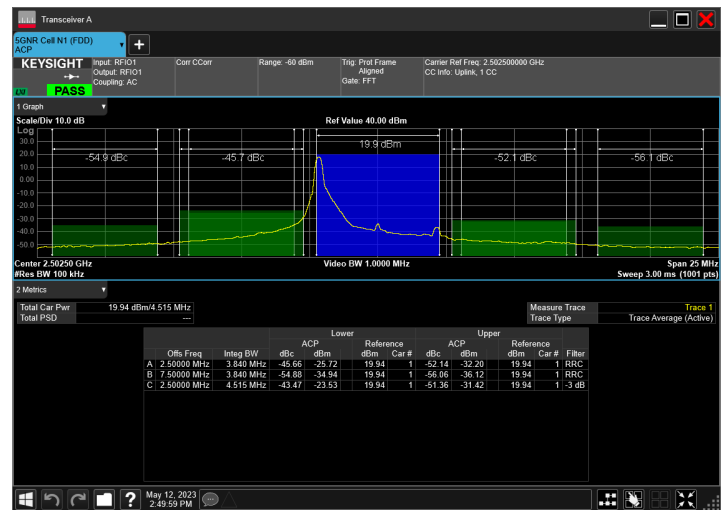 Transceiver A
5GNR Cell N1 (FDD)
ACP
KEYSIGHT
LXI
PASS
Input: RFIO1
Output: RFIO1
Coupling: AC
Corr CCorr
Range: -60 dBm
Trig: Prot Frame
Aligned
Gate: FFT
Carrier Ref Freq: 2.502500000 GHz
CC Info: Uplink, 1 CC
1 Graph
Scale/Div 10.0 dB
Ref Value 40.00 dBm
Log
30.0
20.0
10.0
0.00
-10.0
-20.0
-30.0
-40.0
-50.0
-54.9 dBc
-45.7 dBc
19.9 dBm
-52.1 dBc
-56.1 dBc
Center 2.50250 GHz
#Res BW 100 kHz
Video BW 1.0000 MHz
Span 25 MHz
Sweep 3.00 ms (1001 pts)
2 Metrics
Total Car Pwr 19.94 dBm/4.515 MHz
Total PSD ---
Measure Trace Trace 1
Trace Type Trace Average (Active)
Lower Upper
ACP Reference ACP Reference
Offs Freq Integ BW dBc dBm dBm Car # dBc dBm dBm Car # Filter
A 2.50000 MHz 3.840 MHz -45.66 -25.72 19.94 1 -52.14 -32.20 19.94 1 RRC
B 7.50000 MHz 3.840 MHz -54.88 -34.94 19.94 1 -56.06 -36.12 19.94 1 RRC
C 2.50000 MHz 4.515 MHz -43.47 -23.53 19.94 1 -51.36 -31.42 19.94 1 -3 dB
May 12, 2023
2:49:59 PM